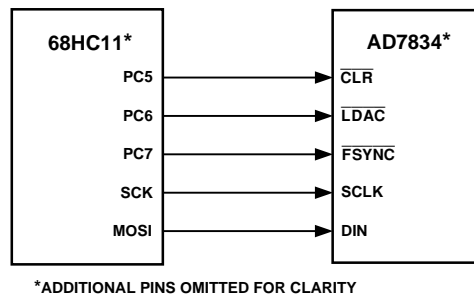 68HC11* AD7834*
PC5 CLR
PC6 LDAC
PC7 FSYNC
SCK SCLK
MOSI DIN
*ADDITIONAL PINS OMITTED FOR CLARITY